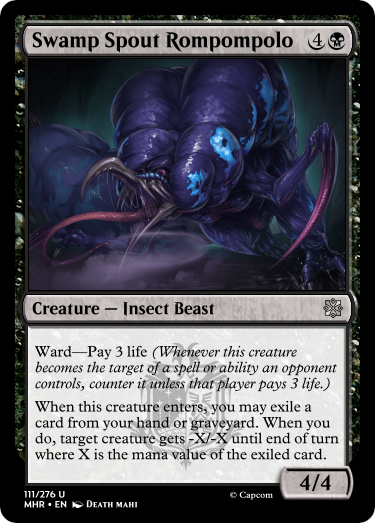 Swamp Spout Rompompolo 4
Creature — Insect Beast
Ward—Pay 3 life (Whenever this creature
becomes the target of a spell or ability an opponent
controls, counter it unless that player pays 3 life.)
When this creature enters, you may exile a
card from your hand or graveyard. When you
do, target creature gets -X/-X until end of turn
where X is the mana value of the exiled card.
4/4
111/276 U
MHR • EN Death mahi
© Capcom